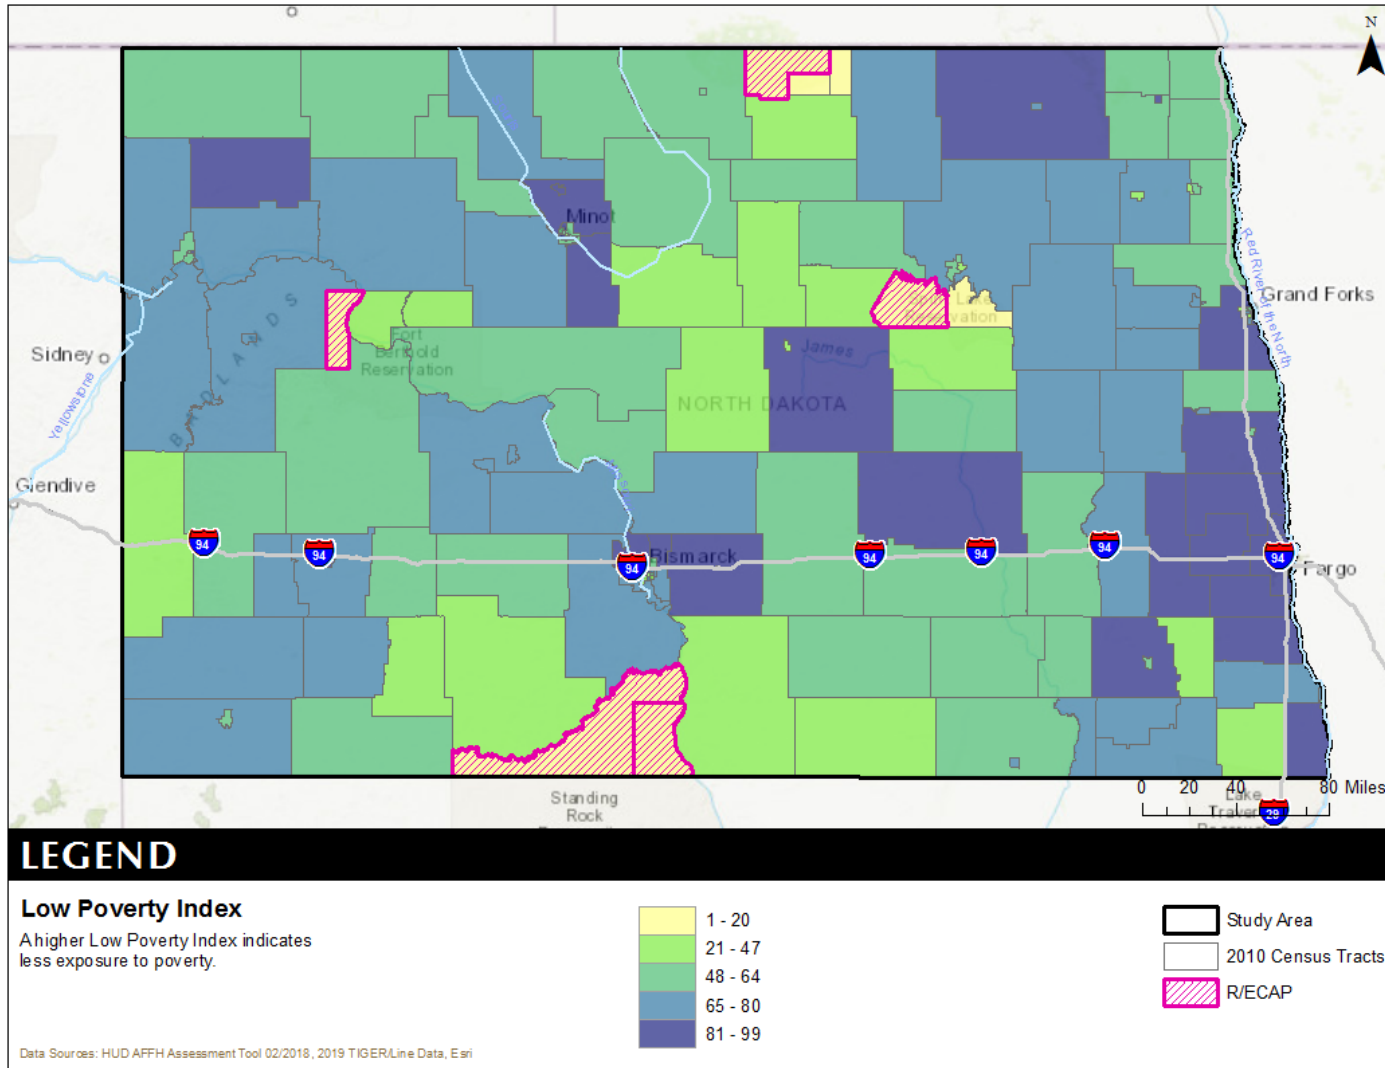 N
Minot
Grand Forks
Red River of the North
Lake
Reservation
BADLANDS
Sidney
Fort
Berthold
Reservation
James
Yellowstone
NORTH DAKOTA
Glendive
94
94
94
94
94
94
94
Bismarck
Fargo
0 20 40 80 Miles
Standing
Rock
Lake
29
LEGEND
Low Poverty Index
A higher Low Poverty Index indicates
less exposure to poverty.
1 - 20
21 - 47
48 - 64
65 - 80
81 - 99
Study Area
2010 Census Tracts
R/ECAP
Data Sources: HUD AFFH Assessment Tool 02/2018, 2019 TIGER/Line Data, Esri